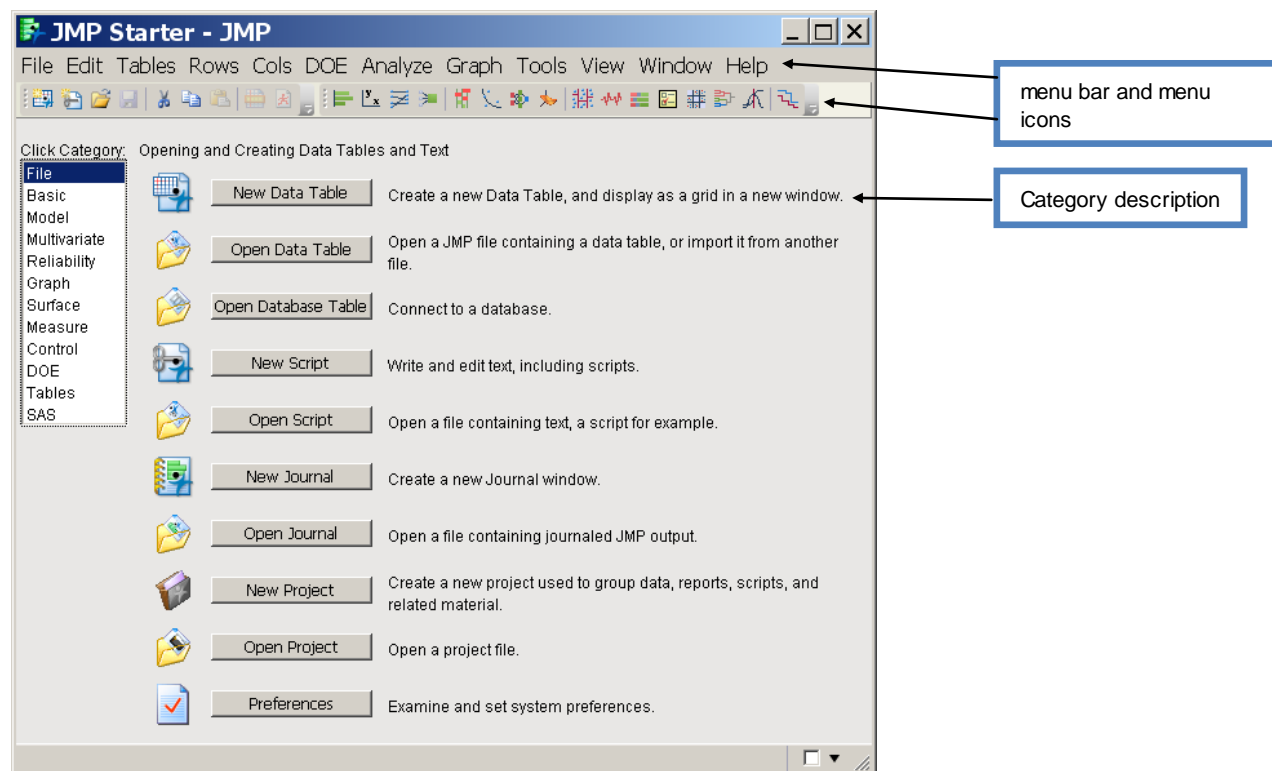 JMP Starter - JMP
File Edit Tables Rows Cols DOE Analyze Graph Tools View Window Help
menu bar and menu
icons
Click Category:
Opening and Creating Data Tables and Text
File
Basic
Model
Multivariate
Reliability
Graph
Surface
Measure
Control
DOE
Tables
SAS
New Data Table
Create a new Data Table, and display as a grid in a new window.
Category description
Open Data Table
Open a JMP file containing a data table, or import it from another
file.
Open Database Table
Connect to a database.
New Script
Write and edit text, including scripts.
Open Script
Open a file containing text, a script for example.
New Journal
Create a new Journal window.
Open Journal
Open a file containing journaled JMP output.
New Project
Create a new project used to group data, reports, scripts, and
related material.
Open Project
Open a project file.
Preferences
Examine and set system preferences.